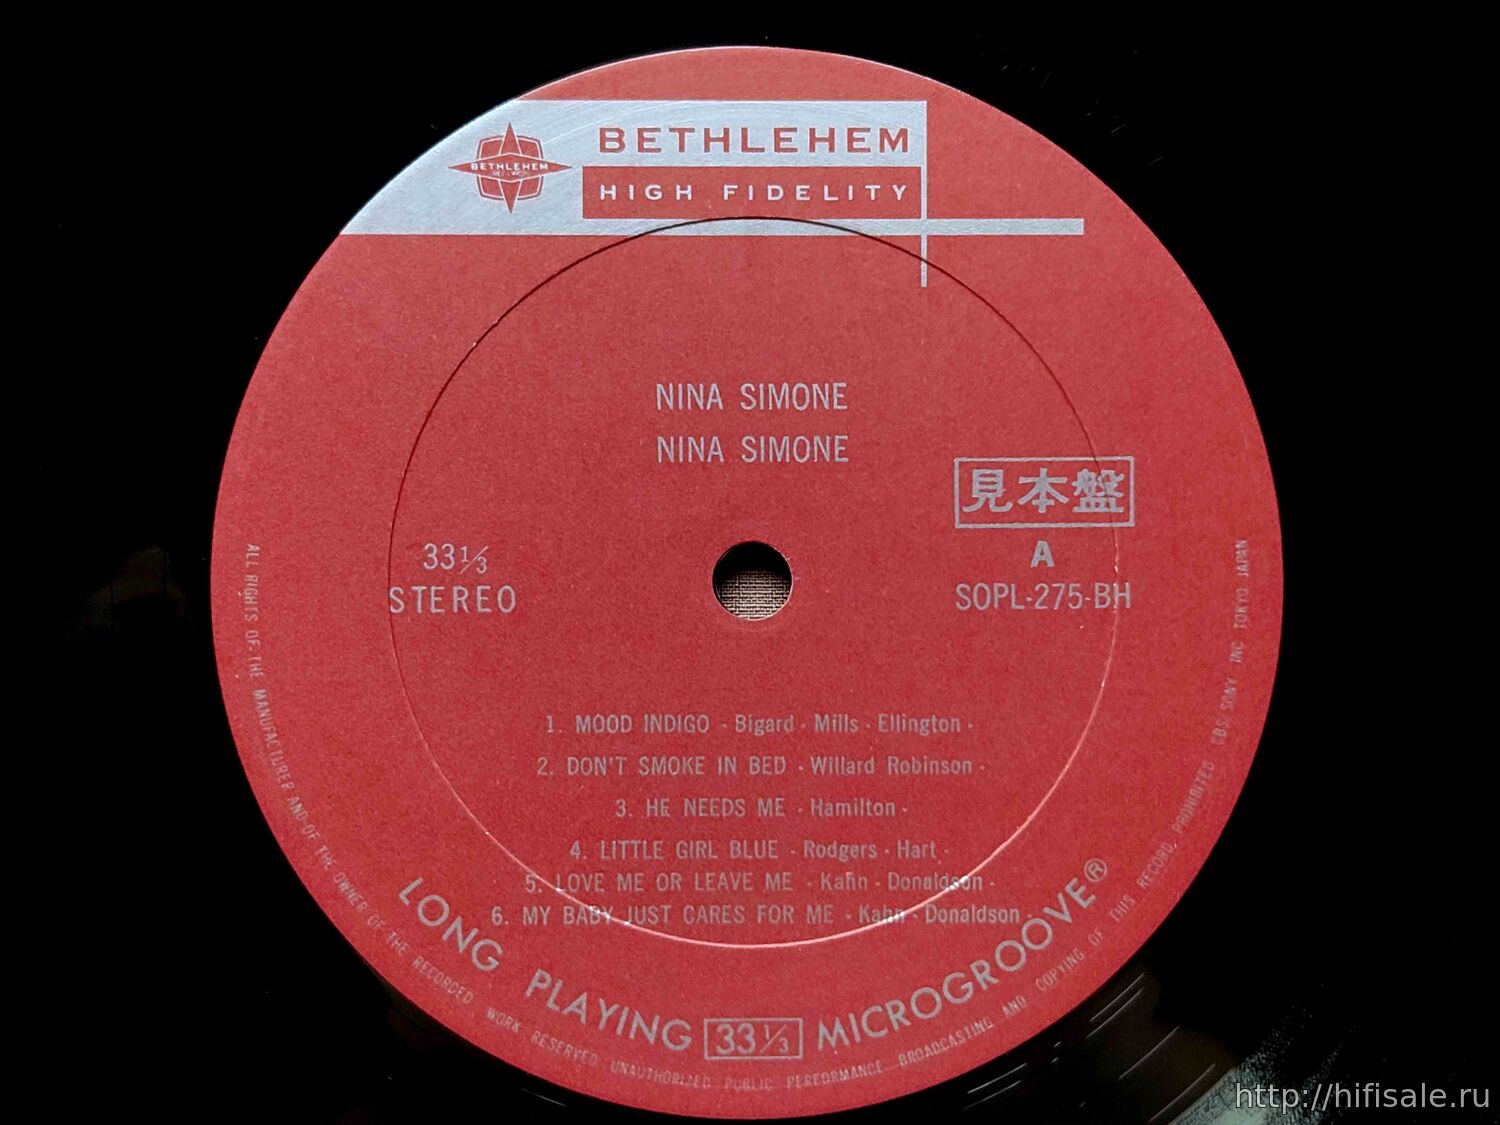 BETHLEHEM
BETHLEHEM
HIGH FIDELITY
NINA SIMONE
NINA SIMONE
見本盤
33⅓
STEREO
A
SOPL-275-BH
1. MOOD INDIGO - Bigard - Mills - Ellington -
2. DON'T SMOKE IN BED - Willard Robinson -
3. HE NEEDS ME - Hamilton -
4. LITTLE GIRL BLUE - Rodgers - Hart -
5. LOVE ME OR LEAVE ME - Kahn - Donaldson -
6. MY BABY JUST CARES FOR ME - Kahn - Donaldson -
LONG PLAYING 33⅓ MICROGROOVE®
ALL RIGHTS OF THE MANUFACTURER AND OF THE OWNER OF THE RECORDED WORK RESERVED UNAUTHORIZED PUBLIC PERFORMANCE BROADCASTING AND COPYING OF THIS RECORD PROHIBITED CBS SONY INC TOKYO JAPAN
http://hifisale.ru